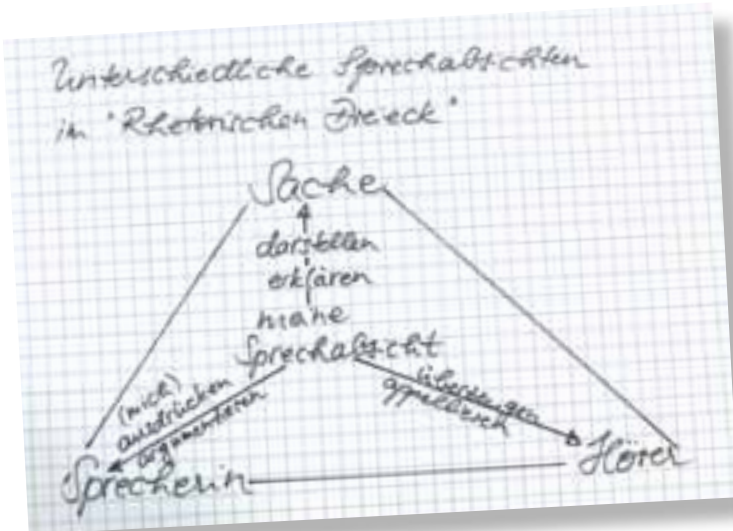 Unterschiedliche Sprechabsichten
im "Rhetorischen Dreieck"
Sache
darstellen
erklären
meine
Sprechabsicht
(mich)
ausdrücken
argumentieren
überzeugen
appellieren
Sprecherin
Hörer